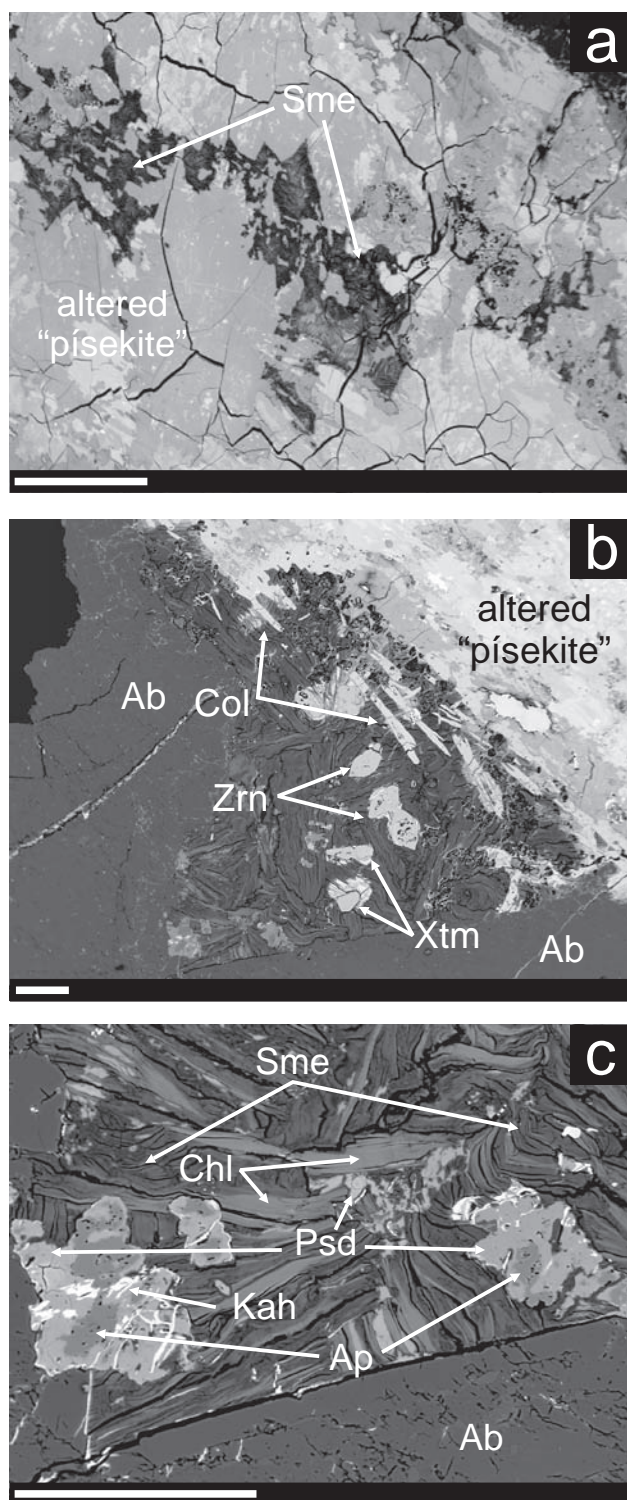 a
Sme
altered
"písekite"
b
altered
"písekite"
Ab
Col
Zrn
Xtm
Ab
c
Sme
Chl
Psd
Kah
Ap
Ab